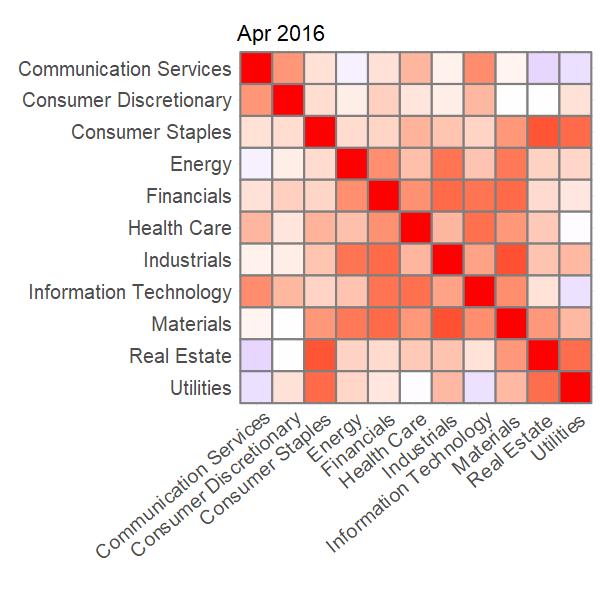 Apr 2016
Communication Services
Consumer Discretionary
Consumer Staples
Energy
Financials
Health Care
Industrials
Information Technology
Materials
Real Estate
Utilities
Communication Services
Consumer Discretionary
Consumer Staples
Energy
Financials
Health Care
Industrials
Information Technology
Materials
Real Estate
Utilities